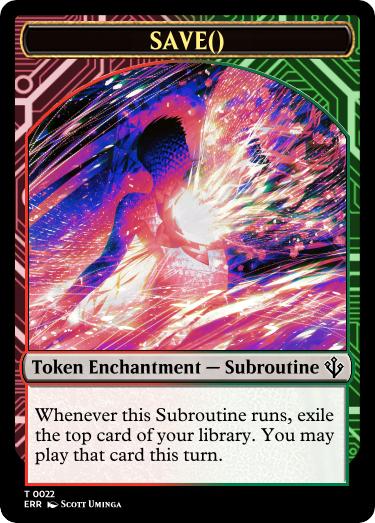 SAVE()
Token Enchantment — Subroutine
Whenever this Subroutine runs, exile
the top card of your library. You may
play that card this turn.
T 0022
ERR Scott Uminga